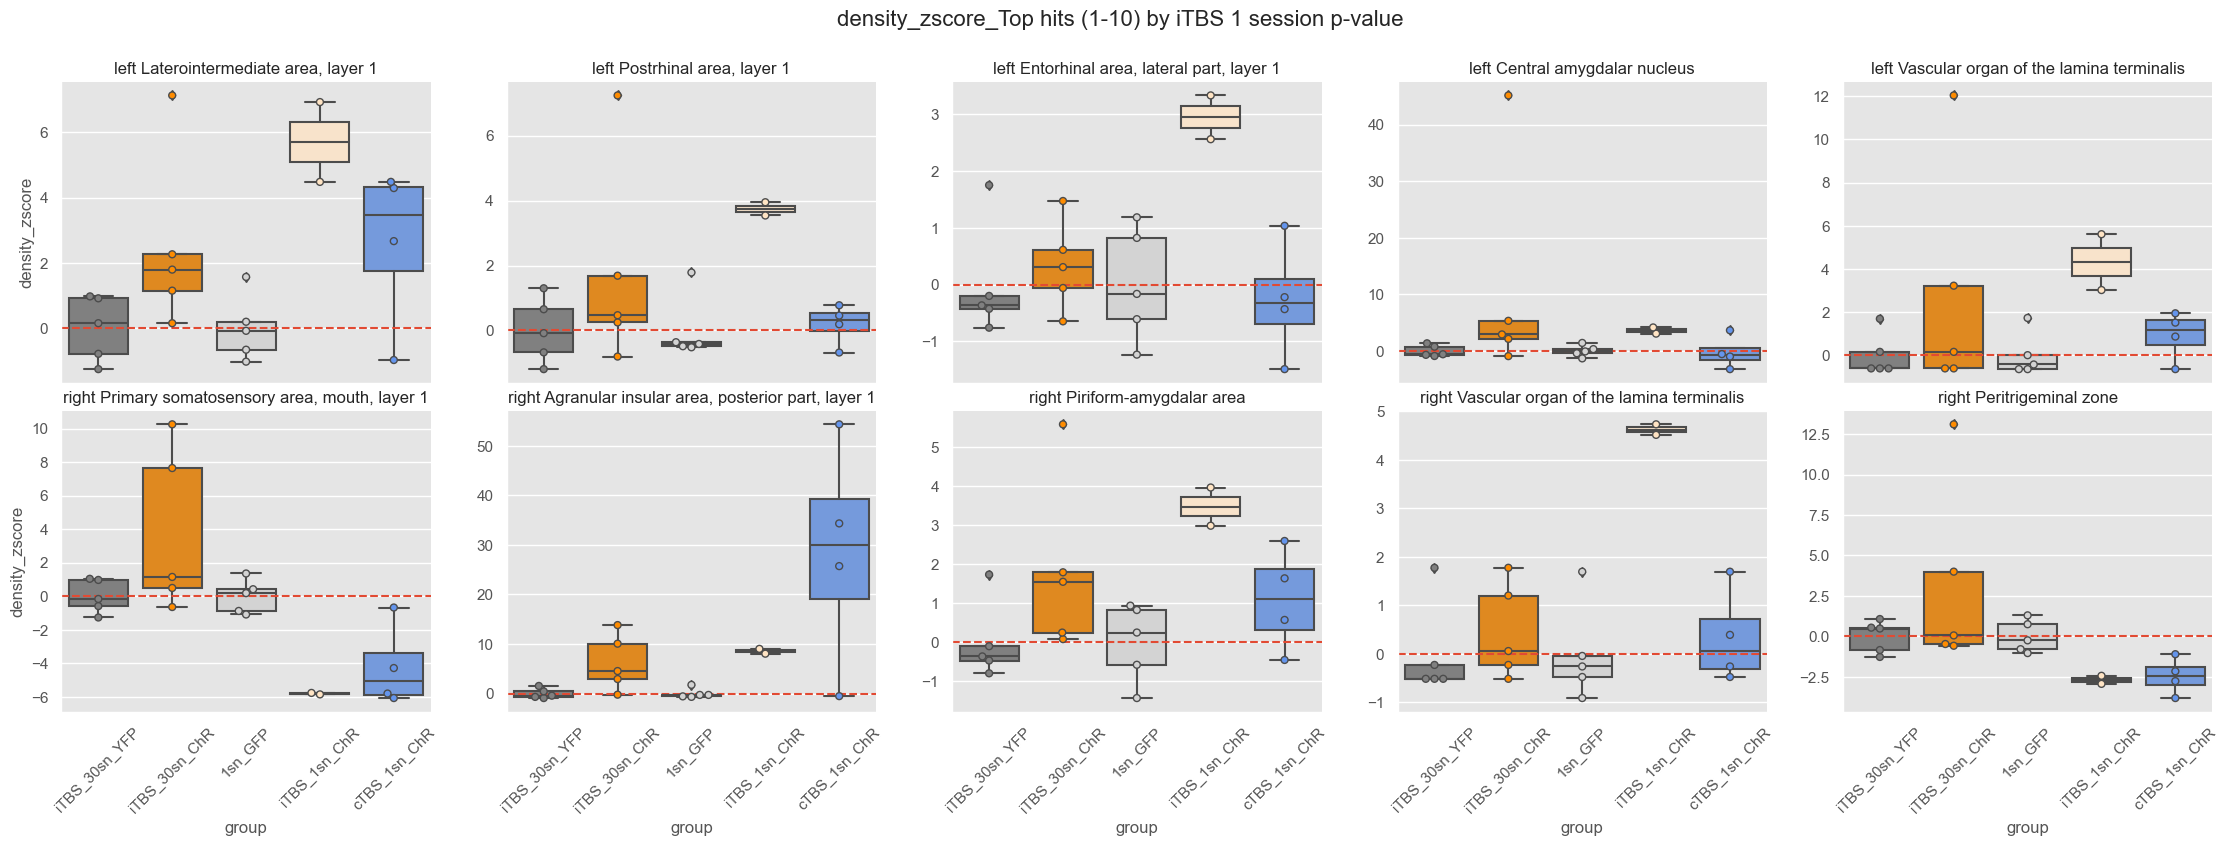 density_zscore_Top hits (1-10) by iTBS 1 session p-value
left Laterointermediate area, layer 1
left Postrhinal area, layer 1
left Entorhinal area, lateral part, layer 1
left Central amygdalar nucleus
left Vascular organ of the lamina terminalis
density_zscore
6
4
2
0
6
4
2
0
3
2
1
0
−1
40
30
20
10
0
12
10
8
6
4
2
0
right Primary somatosensory area, mouth, layer 1
right Agranular insular area, posterior part, layer 1
right Piriform-amygdalar area
right Vascular organ of the lamina terminalis
right Peritrigeminal zone
density_zscore
10
8
6
4
2
0
−2
−4
−6
50
40
30
20
10
0
5
4
3
2
1
0
−1
5
4
3
2
1
0
−1
12.5
10.0
7.5
5.0
2.5
0.0
−2.5
iTBS_30sn_YFP
iTBS_30sn_ChR
1sn_GFP
iTBS_1sn_ChR
cTBS_1sn_ChR
iTBS_30sn_YFP
iTBS_30sn_ChR
1sn_GFP
iTBS_1sn_ChR
cTBS_1sn_ChR
iTBS_30sn_YFP
iTBS_30sn_ChR
1sn_GFP
iTBS_1sn_ChR
cTBS_1sn_ChR
iTBS_30sn_YFP
iTBS_30sn_ChR
1sn_GFP
iTBS_1sn_ChR
cTBS_1sn_ChR
iTBS_30sn_YFP
iTBS_30sn_ChR
1sn_GFP
iTBS_1sn_ChR
cTBS_1sn_ChR
group
group
group
group
group